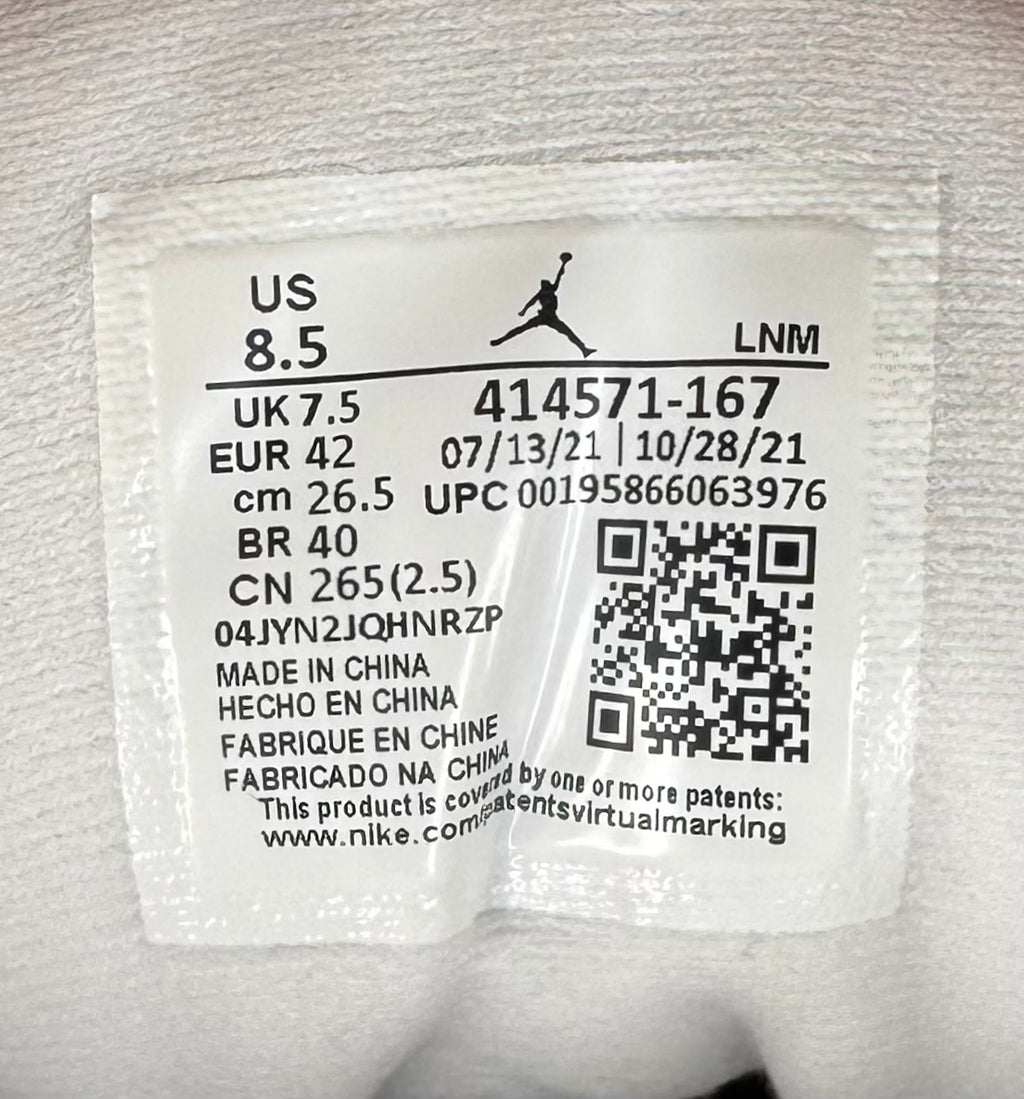 US
8.5
LNM
UK 7.5
414571-167
EUR 42
07/13/21 | 10/28/21
cm 26.5
UPC 00195866063976
BR 40
CN 265(2.5)
04JYN2JQHNRZP
MADE IN CHINA
HECHO EN CHINA
FABRIQUE EN CHINE
FABRICADO NA CHINA
This product is covered by one or more patents:
www.nike.com/patentsvirtualmarking